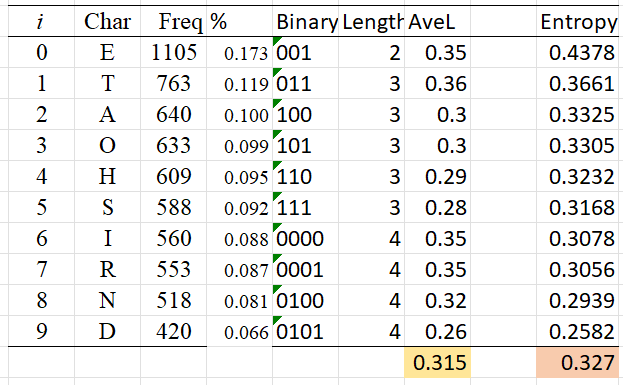 i Char Freq % Binary Length AveL Entropy
0 E 1105 0.173 001 2 0.35 0.4378
1 T 763 0.119 011 3 0.36 0.3661
2 A 640 0.100 100 3 0.3 0.3325
3 O 633 0.099 101 3 0.3 0.3305
4 H 609 0.095 110 3 0.29 0.3232
5 S 588 0.092 111 3 0.28 0.3168
6 I 560 0.088 0000 4 0.35 0.3078
7 R 553 0.087 0001 4 0.35 0.3056
8 N 518 0.081 0100 4 0.32 0.2939
9 D 420 0.066 0101 4 0.26 0.2582
0.315 0.327